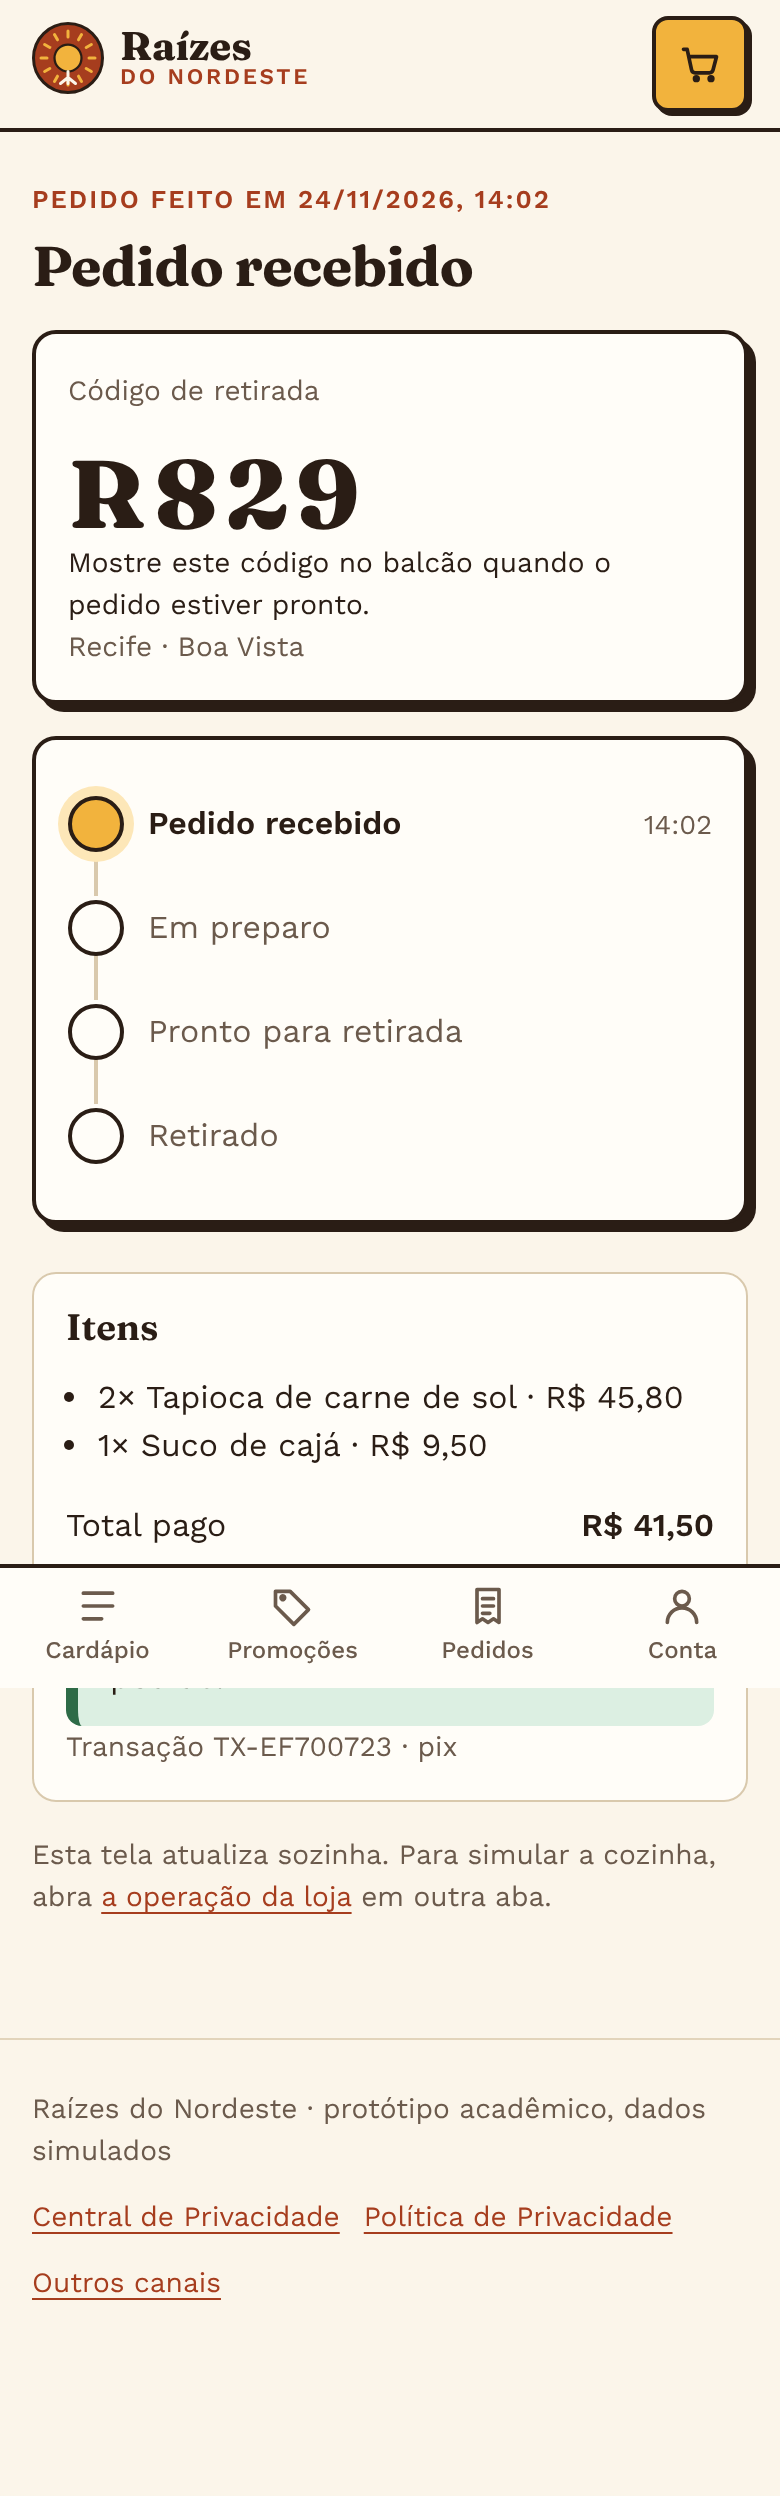 Raízes
DO NORDESTE
PEDIDO FEITO EM 24/11/2026, 14:02
Pedido recebido
Código de retirada
R829
Mostre este código no balcão quando o
pedido estiver pronto.
Recife · Boa Vista
Pedido recebido 14:02
Em preparo
Pronto para retirada
Retirado
Itens
• 2× Tapioca de carne de sol · R$ 45,80
• 1× Suco de cajá · R$ 9,50
Total pago R$ 41,50
Cardápio Promoções Pedidos Conta
Transação TX-EF700723 · pix
Esta tela atualiza sozinha. Para simular a cozinha,
abra a operação da loja em outra aba.
Raízes do Nordeste · protótipo acadêmico, dados
simulados
Central de Privacidade Política de Privacidade
Outros canais